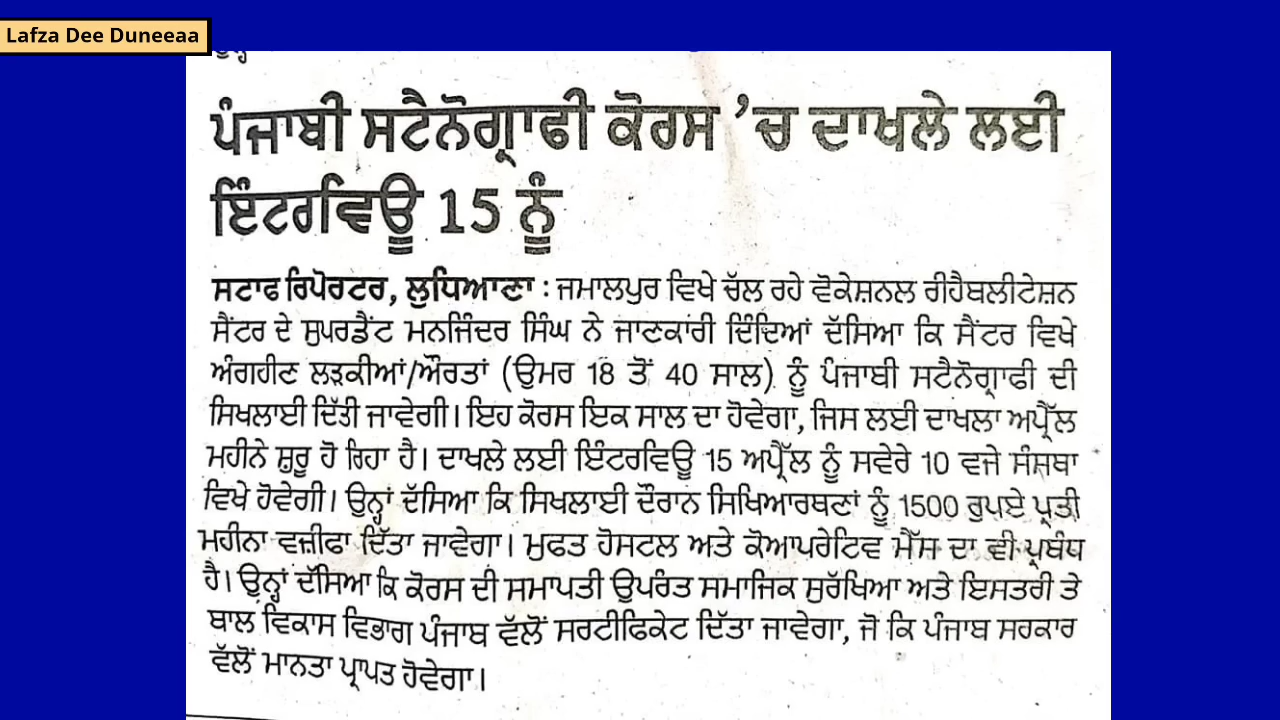 Lafza Dee Duneeaa
ਪੰਜਾਬੀ ਸਟੈਨੋਗ੍ਰਾਫੀ ਕੋਰਸ ’ਚ ਦਾਖਲੇ ਲਈ
ਇੰਟਰਵਿਊ 15 ਨੂੰ
ਸਟਾਫ ਰਿਪੋਰਟਰ, ਲੁਧਿਆਣਾ : ਜਮਾਲਪੁਰ ਵਿਖੇ ਚੱਲ ਰਹੇ ਵੋਕੇਸ਼ਨਲ ਰੀਹੈਬਲੀਟੇਸ਼ਨ
ਸੈਂਟਰ ਦੇ ਸੁਪਰਡੈਂਟ ਮਨਜਿੰਦਰ ਸਿੰਘ ਨੇ ਜਾਣਕਾਰੀ ਦਿੰਦਿਆਂ ਦੱਸਿਆ ਕਿ ਸੈਂਟਰ ਵਿਖੇ
ਅੰਗਹੀਣ ਲੜਕੀਆਂ/ਔਰਤਾਂ (ਉਮਰ 18 ਤੋਂ 40 ਸਾਲ) ਨੂੰ ਪੰਜਾਬੀ ਸਟੈਨੋਗ੍ਰਾਫੀ ਦੀ
ਸਿਖਲਾਈ ਦਿੱਤੀ ਜਾਵੇਗੀ। ਇਹ ਕੋਰਸ ਇਕ ਸਾਲ ਦਾ ਹੋਵੇਗਾ, ਜਿਸ ਲਈ ਦਾਖਲਾ ਅਪ੍ਰੈੱਲ
ਮਹੀਨੇ ਸ਼ੁਰੂ ਹੋ ਰਿਹਾ ਹੈ। ਦਾਖਲੇ ਲਈ ਇੰਟਰਵਿਊ 15 ਅਪ੍ਰੈੱਲ ਨੂੰ ਸਵੇਰੇ 10 ਵਜੇ ਸੰਸਥਾ
ਵਿਖੇ ਹੋਵੇਗੀ। ਉਨ੍ਹਾਂ ਦੱਸਿਆ ਕਿ ਸਿਖਲਾਈ ਦੌਰਾਨ ਸਿਖਿਆਰਥਣਾਂ ਨੂੰ 1500 ਰੁਪਏ ਪ੍ਰਤੀ
ਮਹੀਨਾ ਵਜ਼ੀਫਾ ਦਿੱਤਾ ਜਾਵੇਗਾ। ਮੁਫਤ ਹੋਸਟਲ ਅਤੇ ਕੋਆਪਰੇਟਿਵ ਮੈੱਸ ਦਾ ਵੀ ਪ੍ਰਬੰਧ
ਹੈ। ਉਨ੍ਹਾਂ ਦੱਸਿਆ ਕਿ ਕੋਰਸ ਦੀ ਸਮਾਪਤੀ ਉਪਰੰਤ ਸਮਾਜਿਕ ਸੁਰੱਖਿਆ ਅਤੇ ਇਸਤਰੀ ਤੇ
ਬਾਲ ਵਿਕਾਸ ਵਿਭਾਗ ਪੰਜਾਬ ਵੱਲੋਂ ਸਰਟੀਫਿਕੇਟ ਦਿੱਤਾ ਜਾਵੇਗਾ, ਜੋ ਕਿ ਪੰਜਾਬ ਸਰਕਾਰ
ਵੱਲੋਂ ਮਾਨਤਾ ਪ੍ਰਾਪਤ ਹੋਵੇਗਾ।